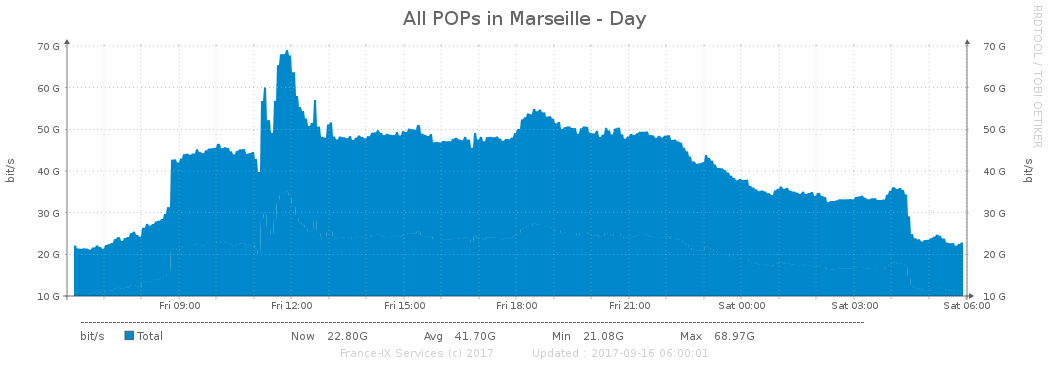 All POPs in Marseille - Day
RRDTOOL / TOBI OETIKER
70 G 70 G
60 G 60 G
50 G 50 G
40 G 40 G
30 G 30 G
20 G 20 G
10 G 10 G
bit/s
bit/s
Fri 09:00 Fri 12:00 Fri 15:00 Fri 18:00 Fri 21:00 Sat 00:00 Sat 03:00 Sat 06:00
bit/s Total Now 22.80G Avg 41.70G Min 21.08G Max 68.97G
France-IX Services (c) 2017 Updated : 2017-09-16 06:00:01